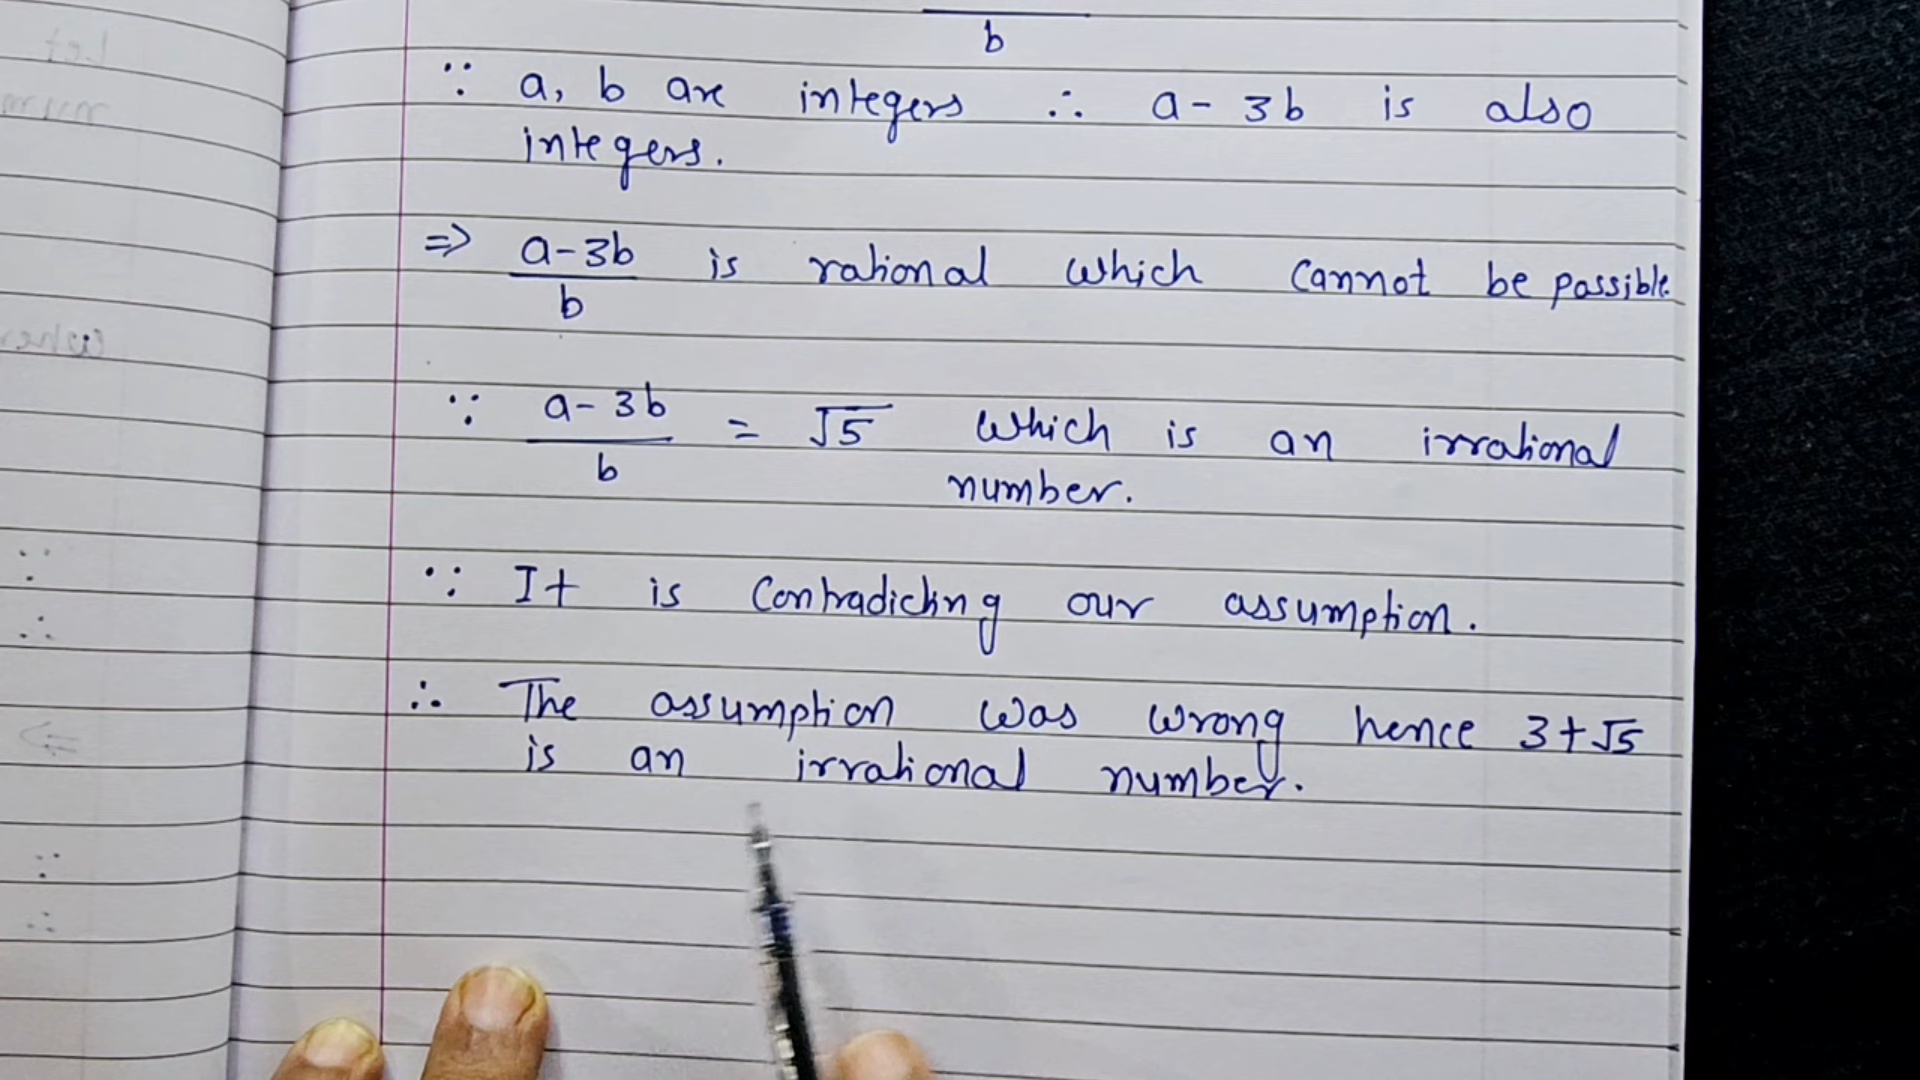 b
∵ a, b are integers ∴ a - 3b is also
integers.
⇒ a-3b/b is rational which cannot be possible.
∵ a-3b/b = √5 which is an irrational
number.
∵ It is contradicting our assumption.
∴ The assumption was wrong hence 3+√5
is an irrational number.